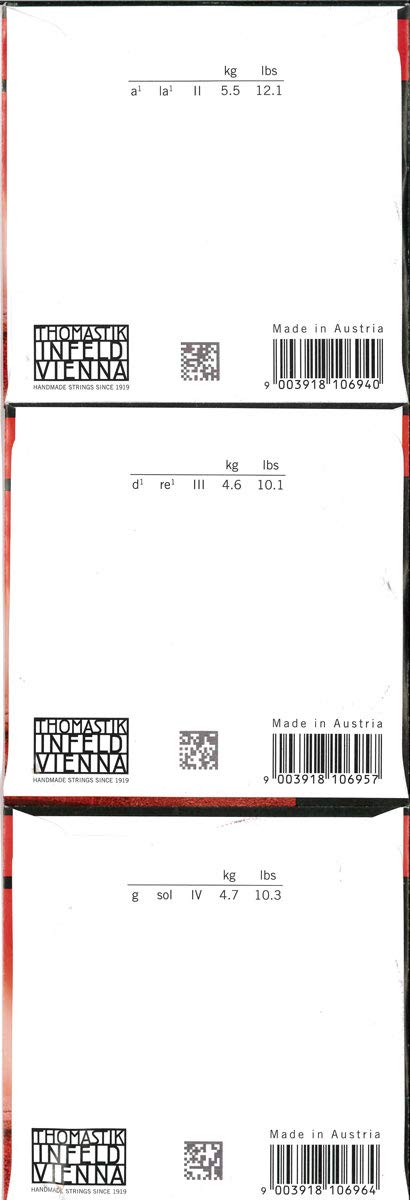 kg lbs
a¹ la¹ II 5.5 12.1
Made in Austria
THOMASTIK
INFELD
VIENNA
HANDMADE STRINGS SINCE 1919
9 003918 106940
kg lbs
d¹ re¹ III 4.6 10.1
Made in Austria
THOMASTIK
INFELD
VIENNA
HANDMADE STRINGS SINCE 1919
9 003918 106957
kg lbs
g sol IV 4.7 10.3
Made in Austria
THOMASTIK
INFELD
VIENNA
HANDMADE STRINGS SINCE 1919
9 003918 106964